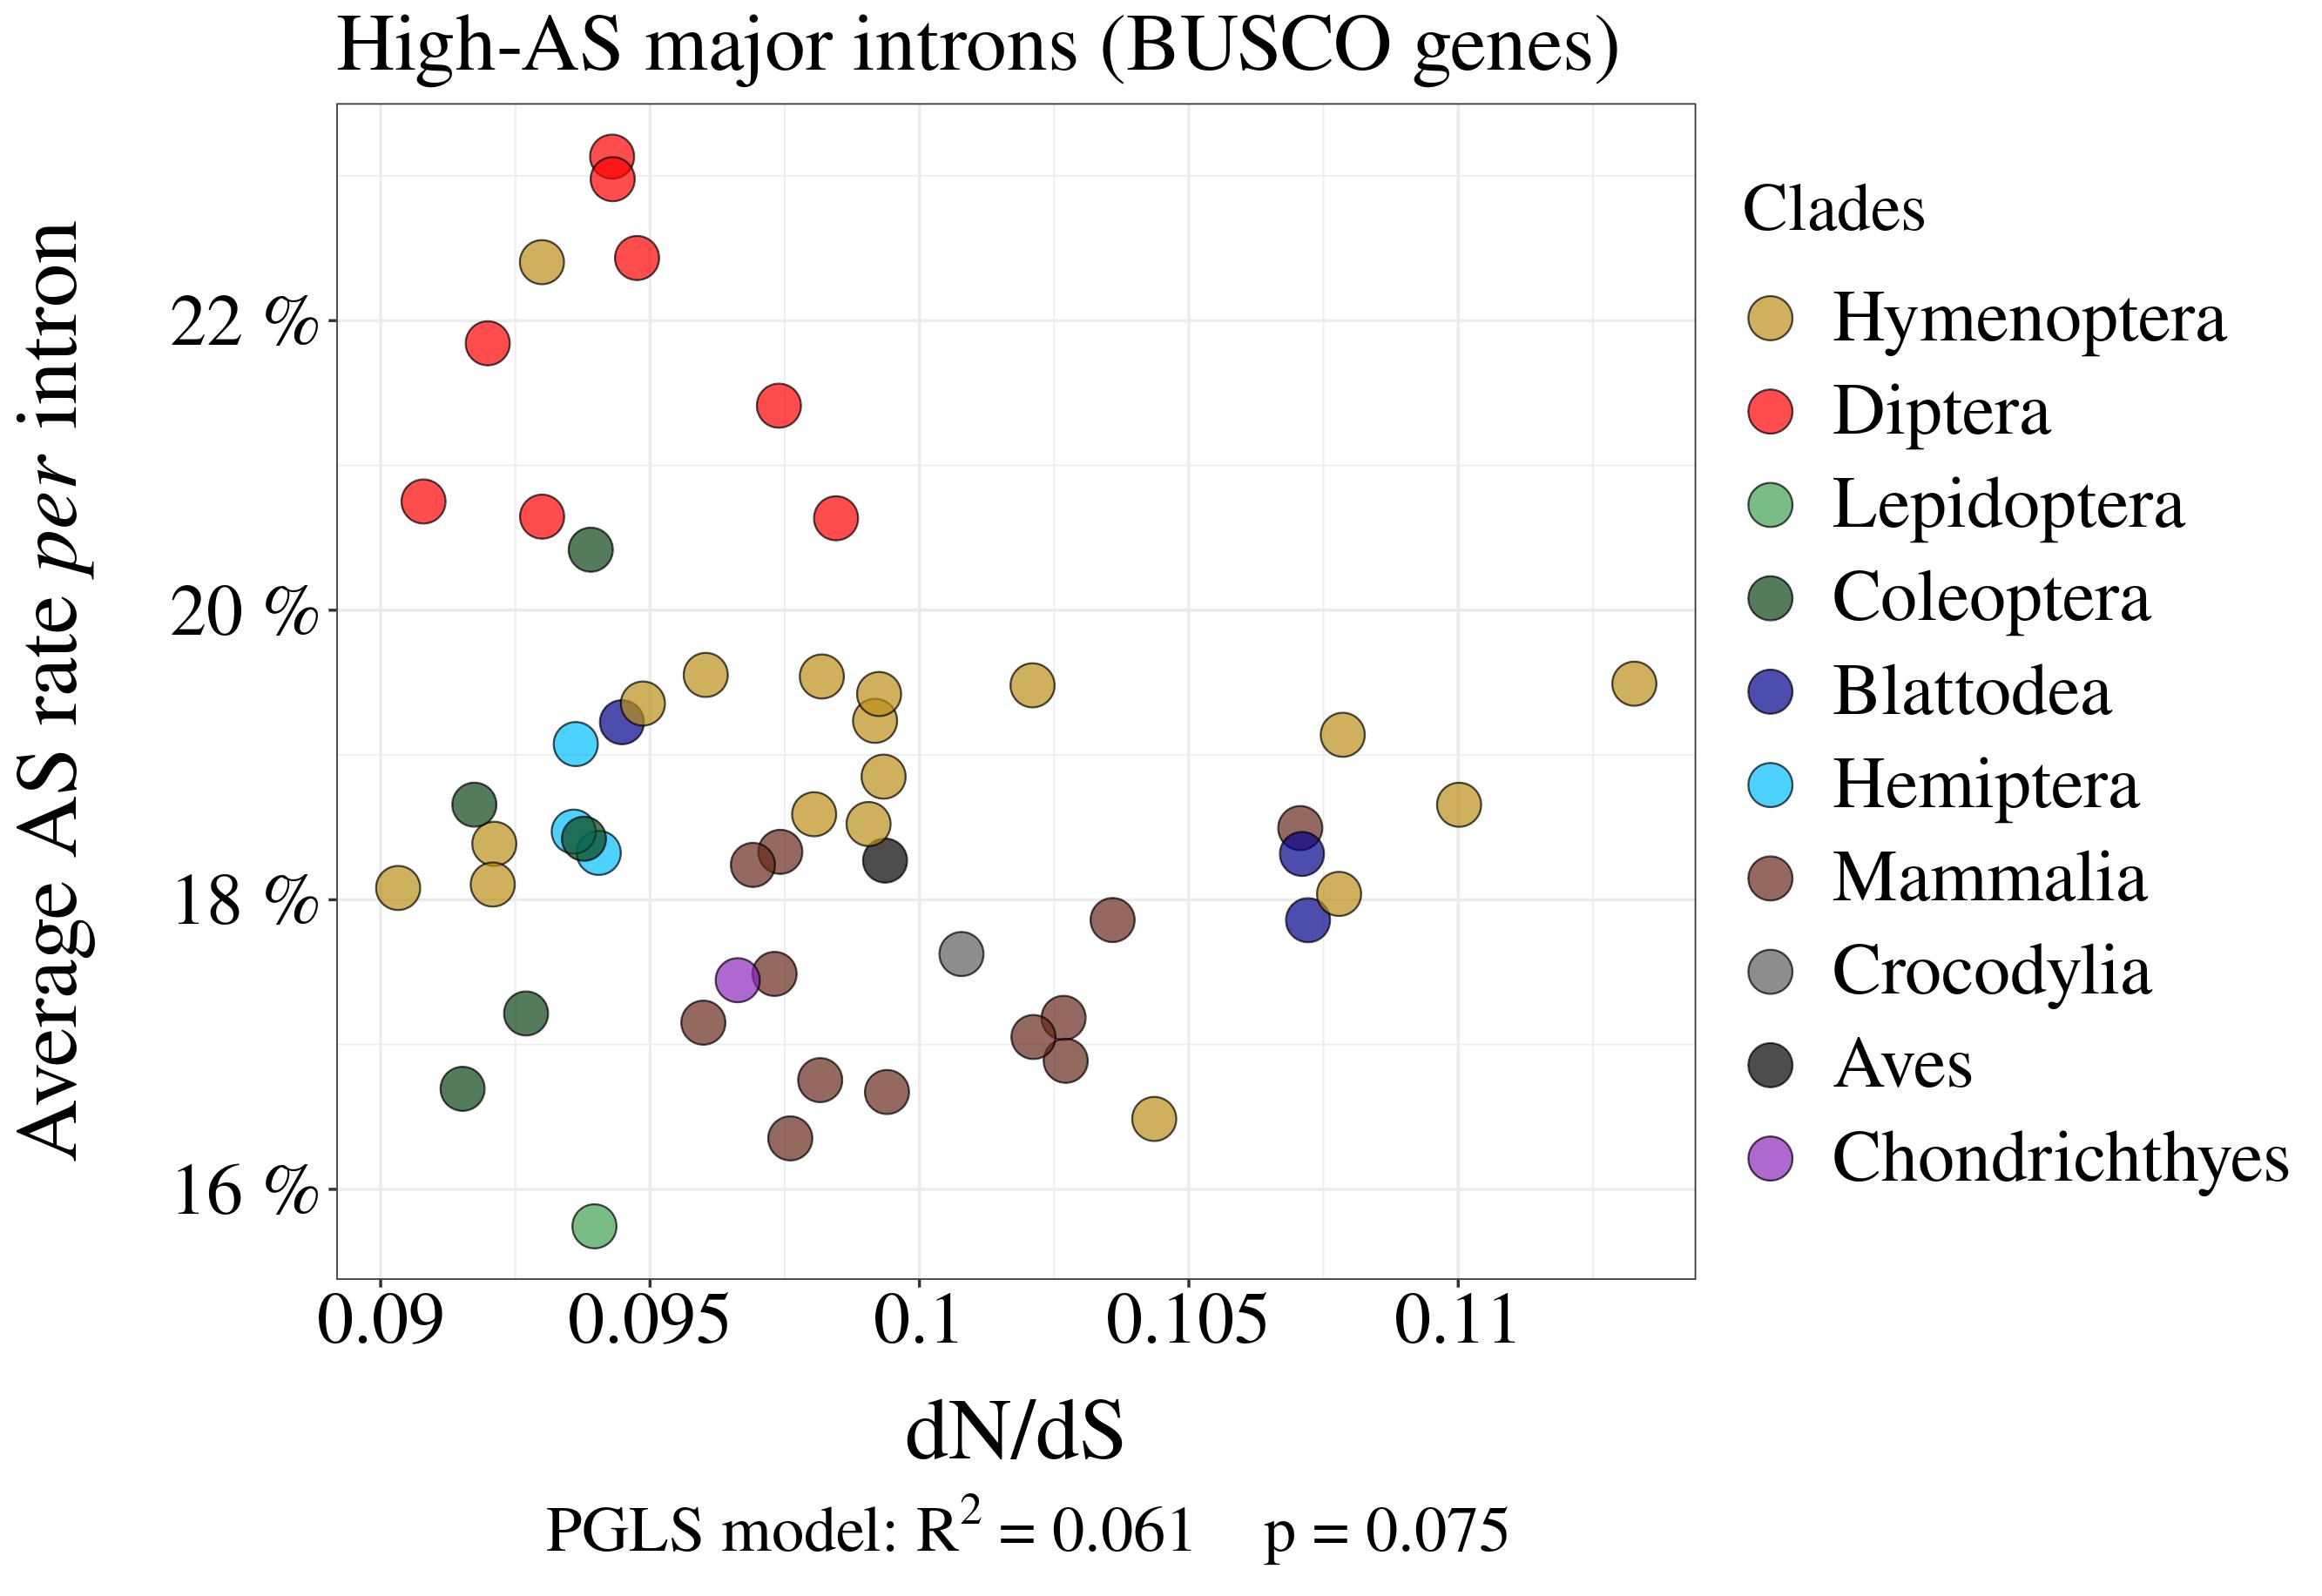 High-AS major introns (BUSCO genes)
Average AS rate per intron
22 %
20 %
18 %
16 %
0.09 0.095 0.1 0.105 0.11
dN/dS
PGLS model: R² = 0.061 p = 0.075
Clades
Hymenoptera
Diptera
Lepidoptera
Coleoptera
Blattodea
Hemiptera
Mammalia
Crocodylia
Aves
Chondrichthyes